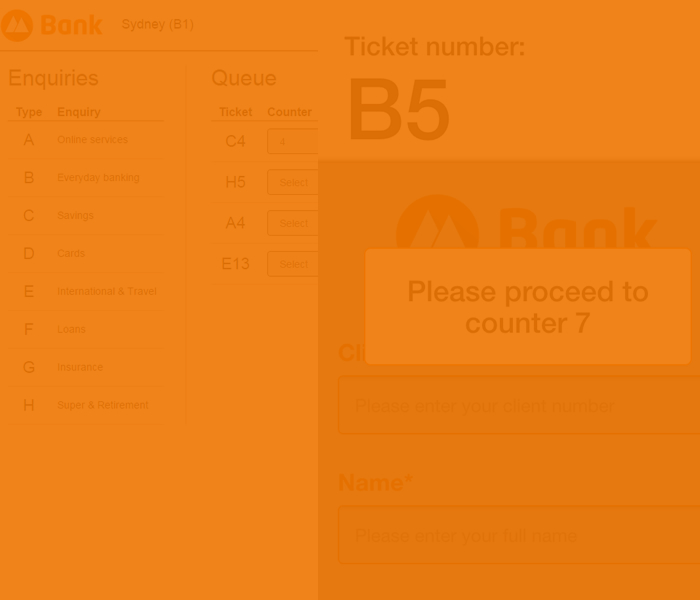 Bank
Sydney (B1)
Enquiries
Type Enquiry
A Online services
B Everyday banking
C Savings
D Cards
E International & Travel
F Loans
G Insurance
H Super & Retirement
Queue
Ticket Counter
C4 4
H5 Select
A4 Select
E13 Select
Ticket number:
B5
Bank
Please proceed to
counter 7
Please enter your client number
Name*
Please enter your full name